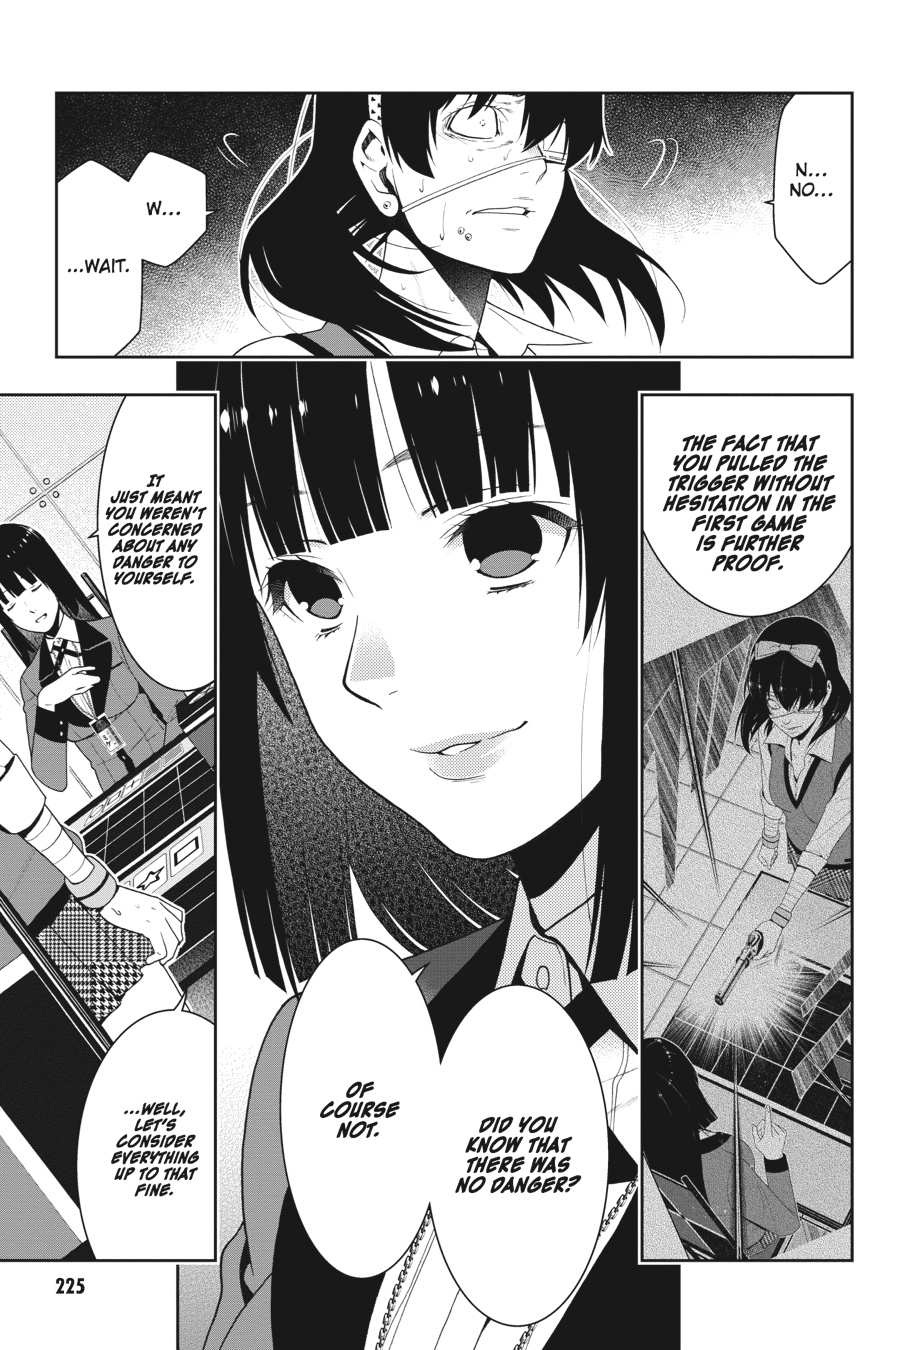 N...
NO...
W...
...WAIT.
THE FACT THAT
YOU PULLED THE
TRIGGER WITHOUT
HESITATION IN THE
FIRST GAME
IS FURTHER
PROOF.
DID YOU
KNOW THAT
THERE WAS
NO DANGER?
OF
COURSE
NOT.
IT
JUST MEANT
YOU WEREN'T
CONCERNED
ABOUT ANY
DANGER TO
YOURSELF.
...WELL,
LET'S
CONSIDER
EVERYTHING
UP TO THAT
FINE.
225